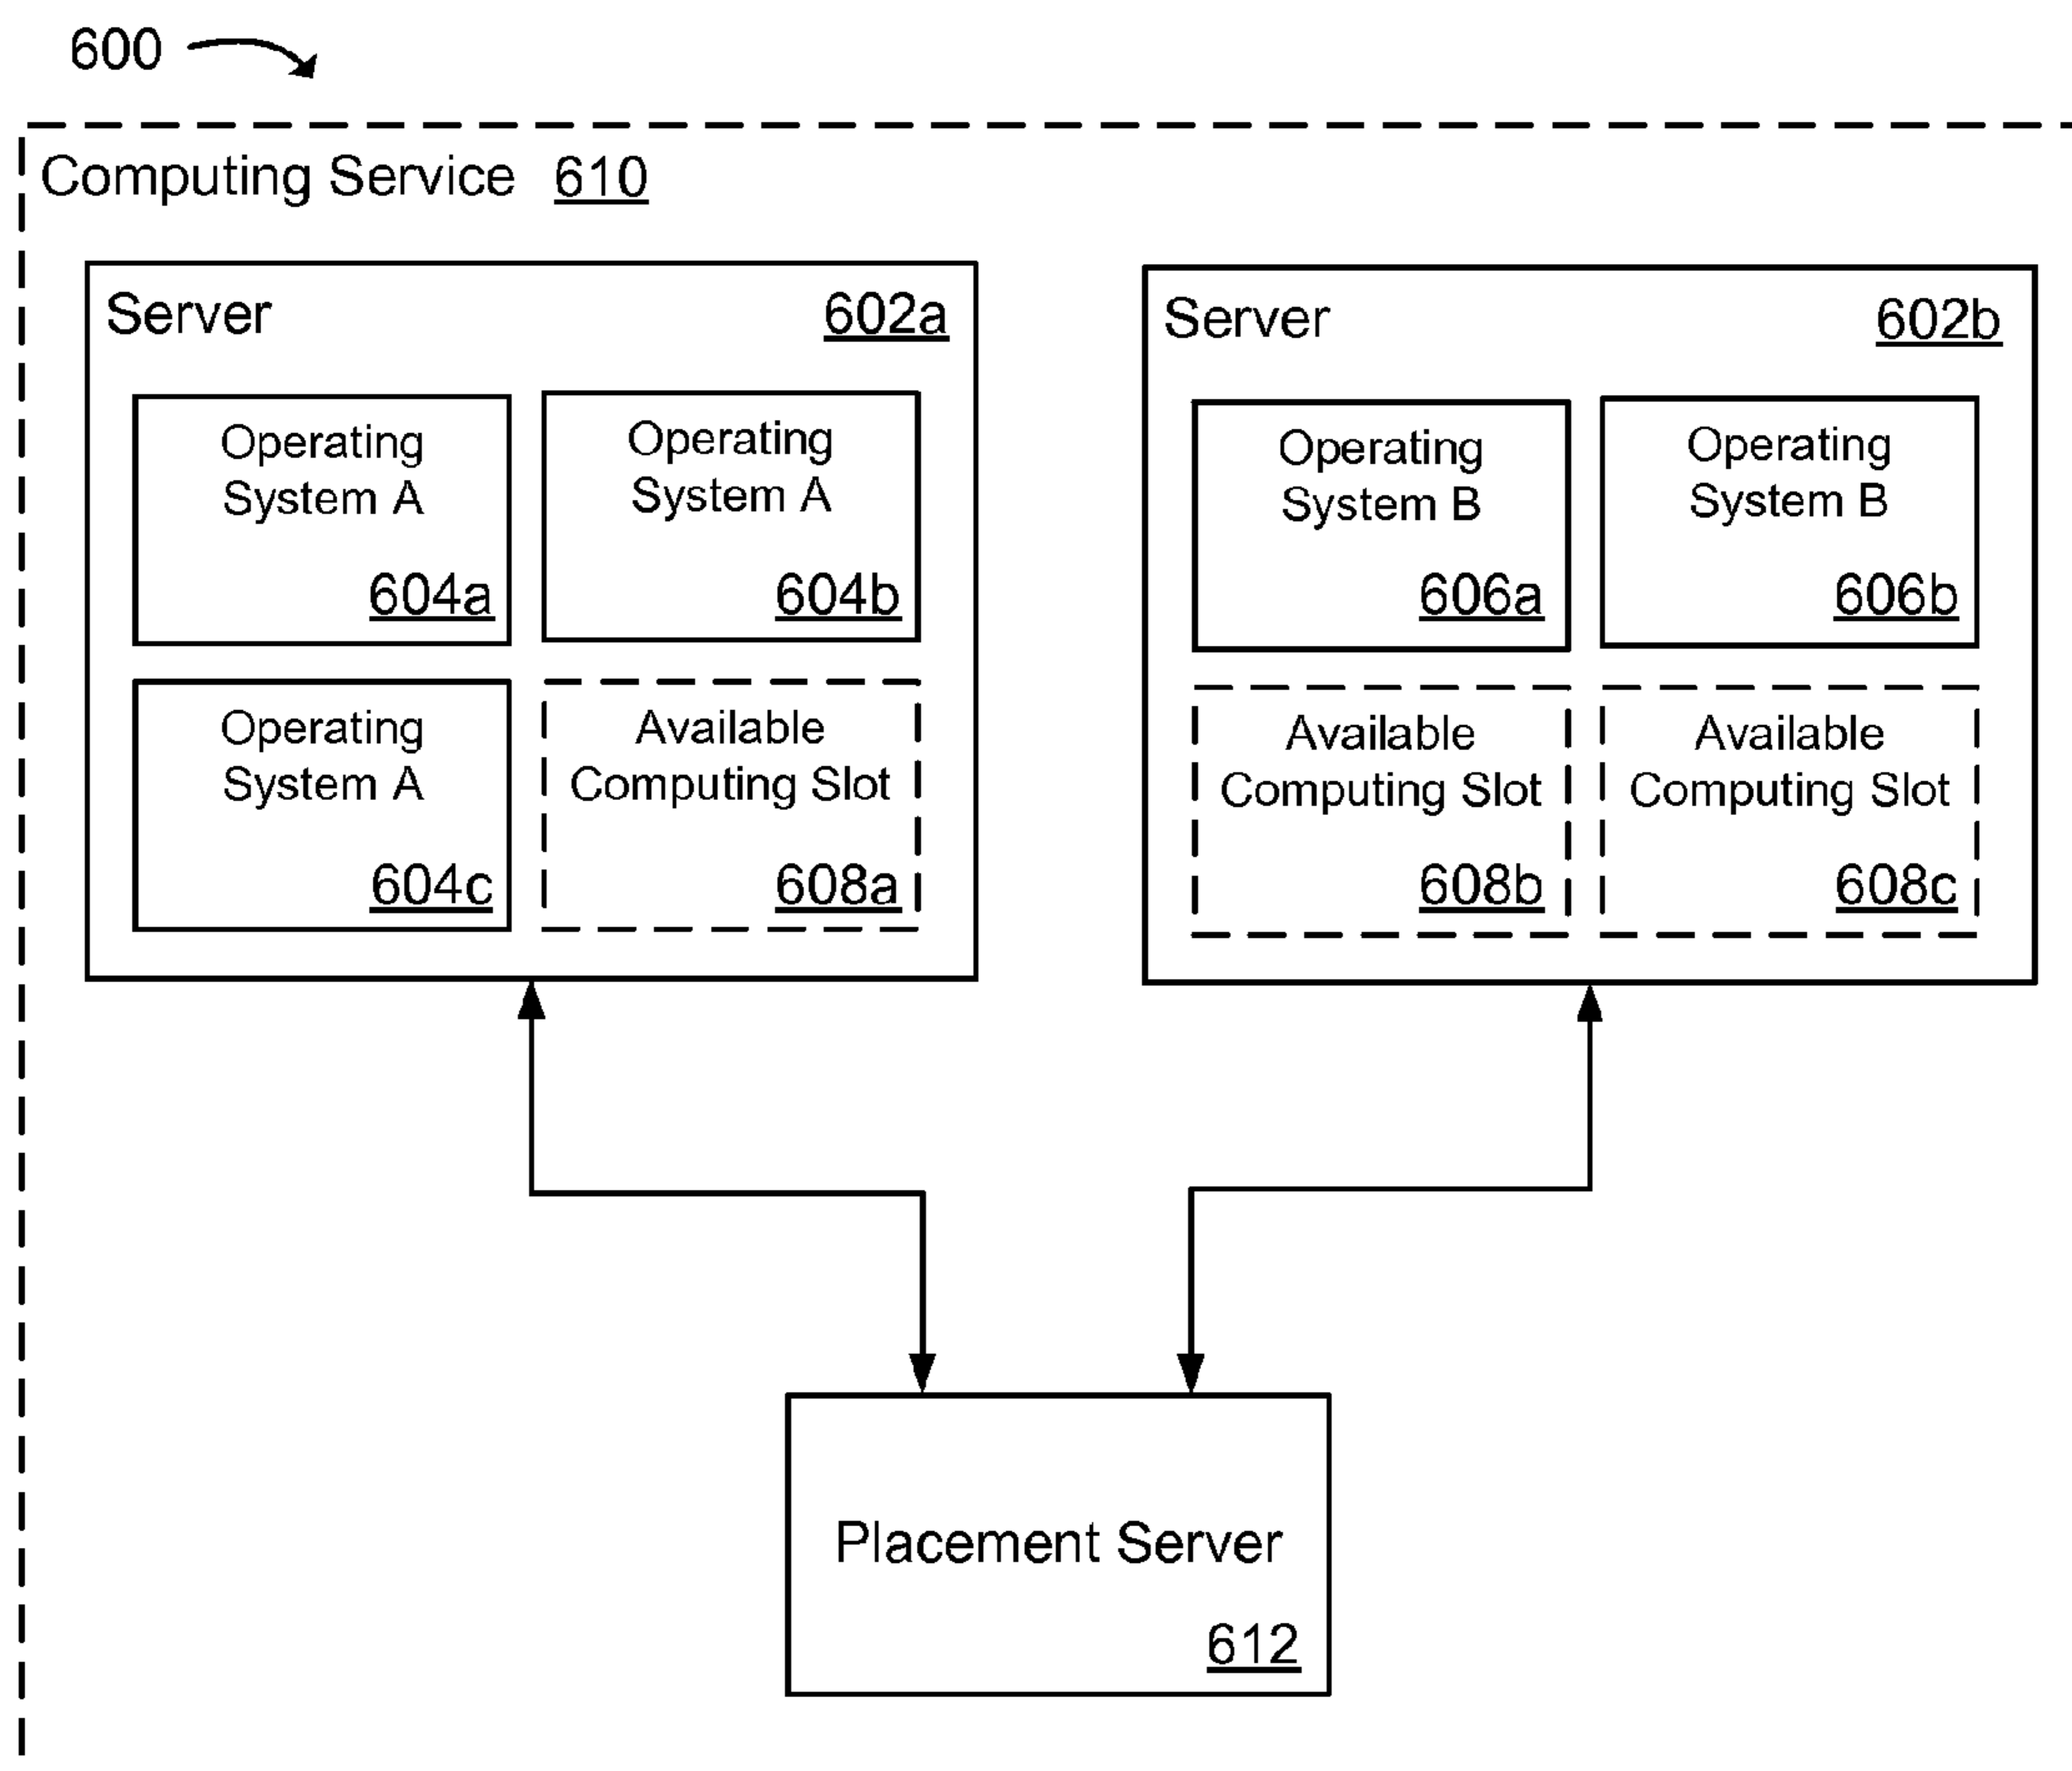 600
Computing Service 610
Server 602a
Operating
System A
604a
Operating
System A
604b
Operating
System A
604c
Available
Computing Slot
608a
Server 602b
Operating
System B
606a
Operating
System B
606b
Available
Computing Slot
608b
Available
Computing Slot
608c
Placement Server
612